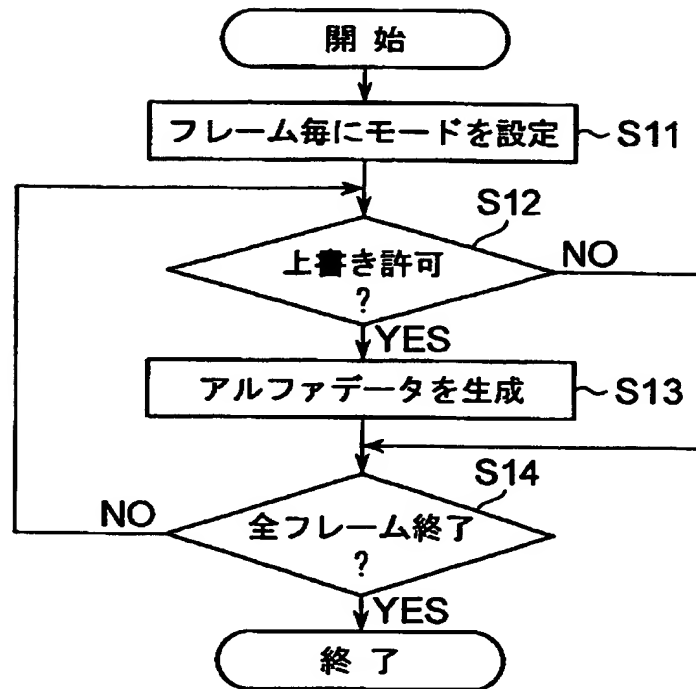 開始
フレーム毎にモードを設定
S11
S12
上書き許可
?
NO
YES
アルファデータを生成
S13
S14
全フレーム終了
?
NO
YES
終了